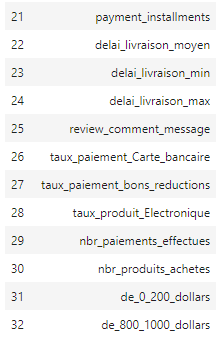 21 payment_installments
22 delai_livraison_moyen
23 delai_livraison_min
24 delai_livraison_max
25 review_comment_message
26 taux_paiement_Carte_bancaire
27 taux_paiement_bons_reductions
28 taux_produit_Electronique
29 nbr_paiements_effectues
30 nbr_produits_achetes
31 de_0_200_dollars
32 de_800_1000_dollars